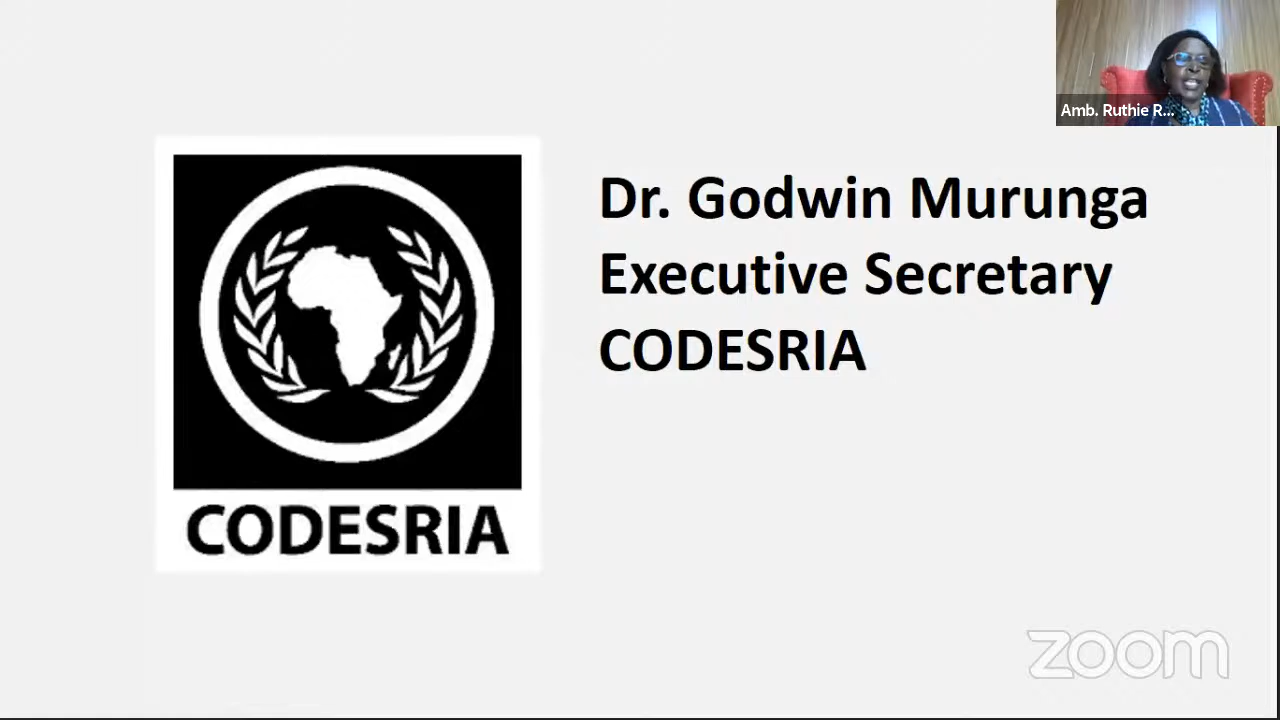 Amb. Ruthie R...
Dr. Godwin Murunga
Executive Secretary
CODESRIA
CODESRIA
zoom